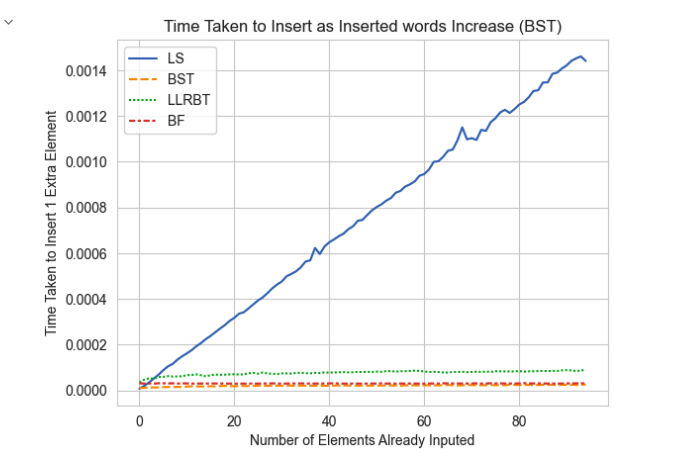 Time Taken to Insert as Inserted words Increase (BST)
LS
BST
LLRBT
BF
Time Taken to Insert 1 Extra Element
0.0014
0.0012
0.0010
0.0008
0.0006
0.0004
0.0002
0.0000
0 20 40 60 80
Number of Elements Already Inputed